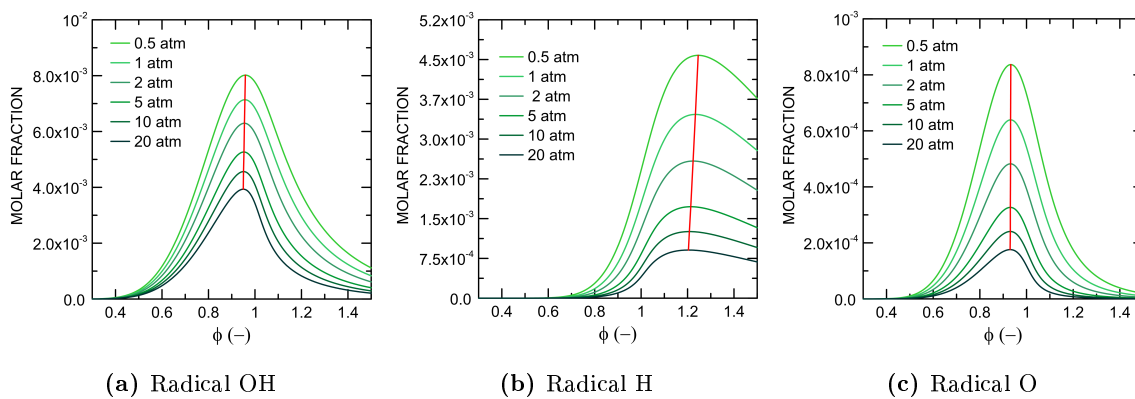 MOLAR FRACTION
10⁻²
8.0x10⁻³
6.0x10⁻³
4.0x10⁻³
2.0x10⁻³
0.0
0.5 atm
1 atm
2 atm
5 atm
10 atm
20 atm
0.4 0.6 0.8 1 1.2 1.4
ϕ (−)
(a) Radical OH
MOLAR FRACTION
5.2x10⁻³
4.5x10⁻³
3.7x10⁻³
3.0x10⁻³
2.3x10⁻³
1.5x10⁻³
7.5x10⁻⁴
0.0
0.5 atm
1 atm
2 atm
5 atm
10 atm
20 atm
0.4 0.6 0.8 1 1.2 1.4
ϕ (−)
(b) Radical H
MOLAR FRACTION
10⁻³
8.0x10⁻⁴
6.0x10⁻⁴
4.0x10⁻⁴
2.0x10⁻⁴
0.0
0.5 atm
1 atm
2 atm
5 atm
10 atm
20 atm
0.4 0.6 0.8 1 1.2 1.4
ϕ (−)
(c) Radical O